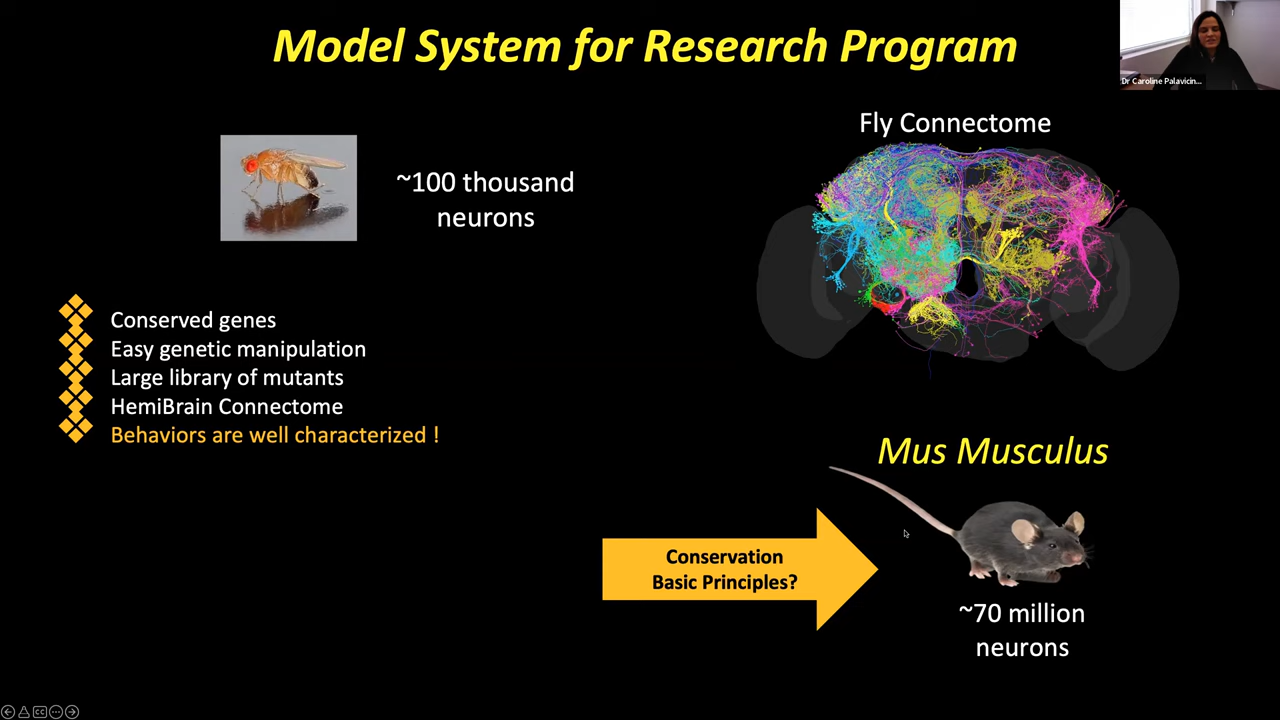 Model System for Research Program
Dr Caroline Palavicin...
Fly Connectome
~100 thousand
neurons
Conserved genes
Easy genetic manipulation
Large library of mutants
HemiBrain Connectome
Behaviors are well characterized !
Mus Musculus
Conservation
Basic Principles?
~70 million
neurons